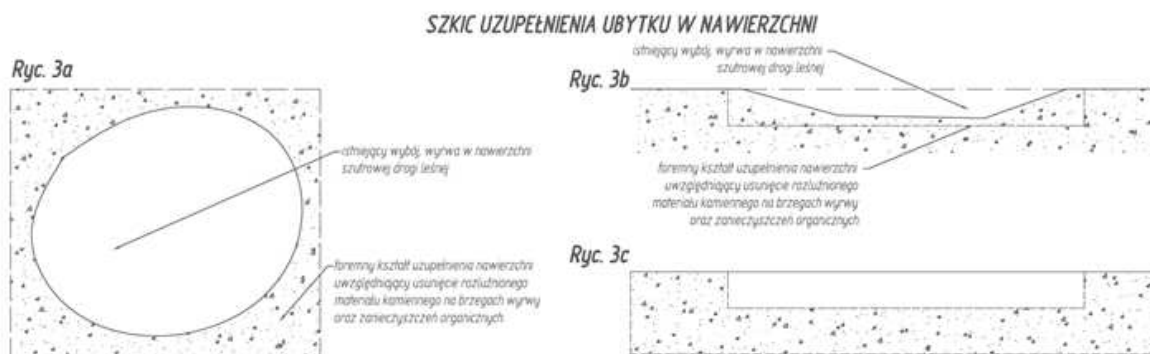 SZKIC UZUPEŁNIENIA UBYTKU W NAWIERZCHNI
Ryc. 3a
istniejący wybój, wyrwa w nawierzchni
szutrowej drogi leśnej
foremny kształt uzupełnienia nawierzchni
uwzględniający usunięcie rozluźnionego
materiału kamiennego na brzegach wyrwy
oraz zanieczyszczeń organicznych
Ryc. 3b
istniejący wybój, wyrwa w nawierzchni
szutrowej drogi leśnej
foremny kształt uzupełnienia nawierzchni
uwzględniający usunięcie rozluźnionego
materiału kamiennego na brzegach wyrwy
oraz zanieczyszczeń organicznych
Ryc. 3c